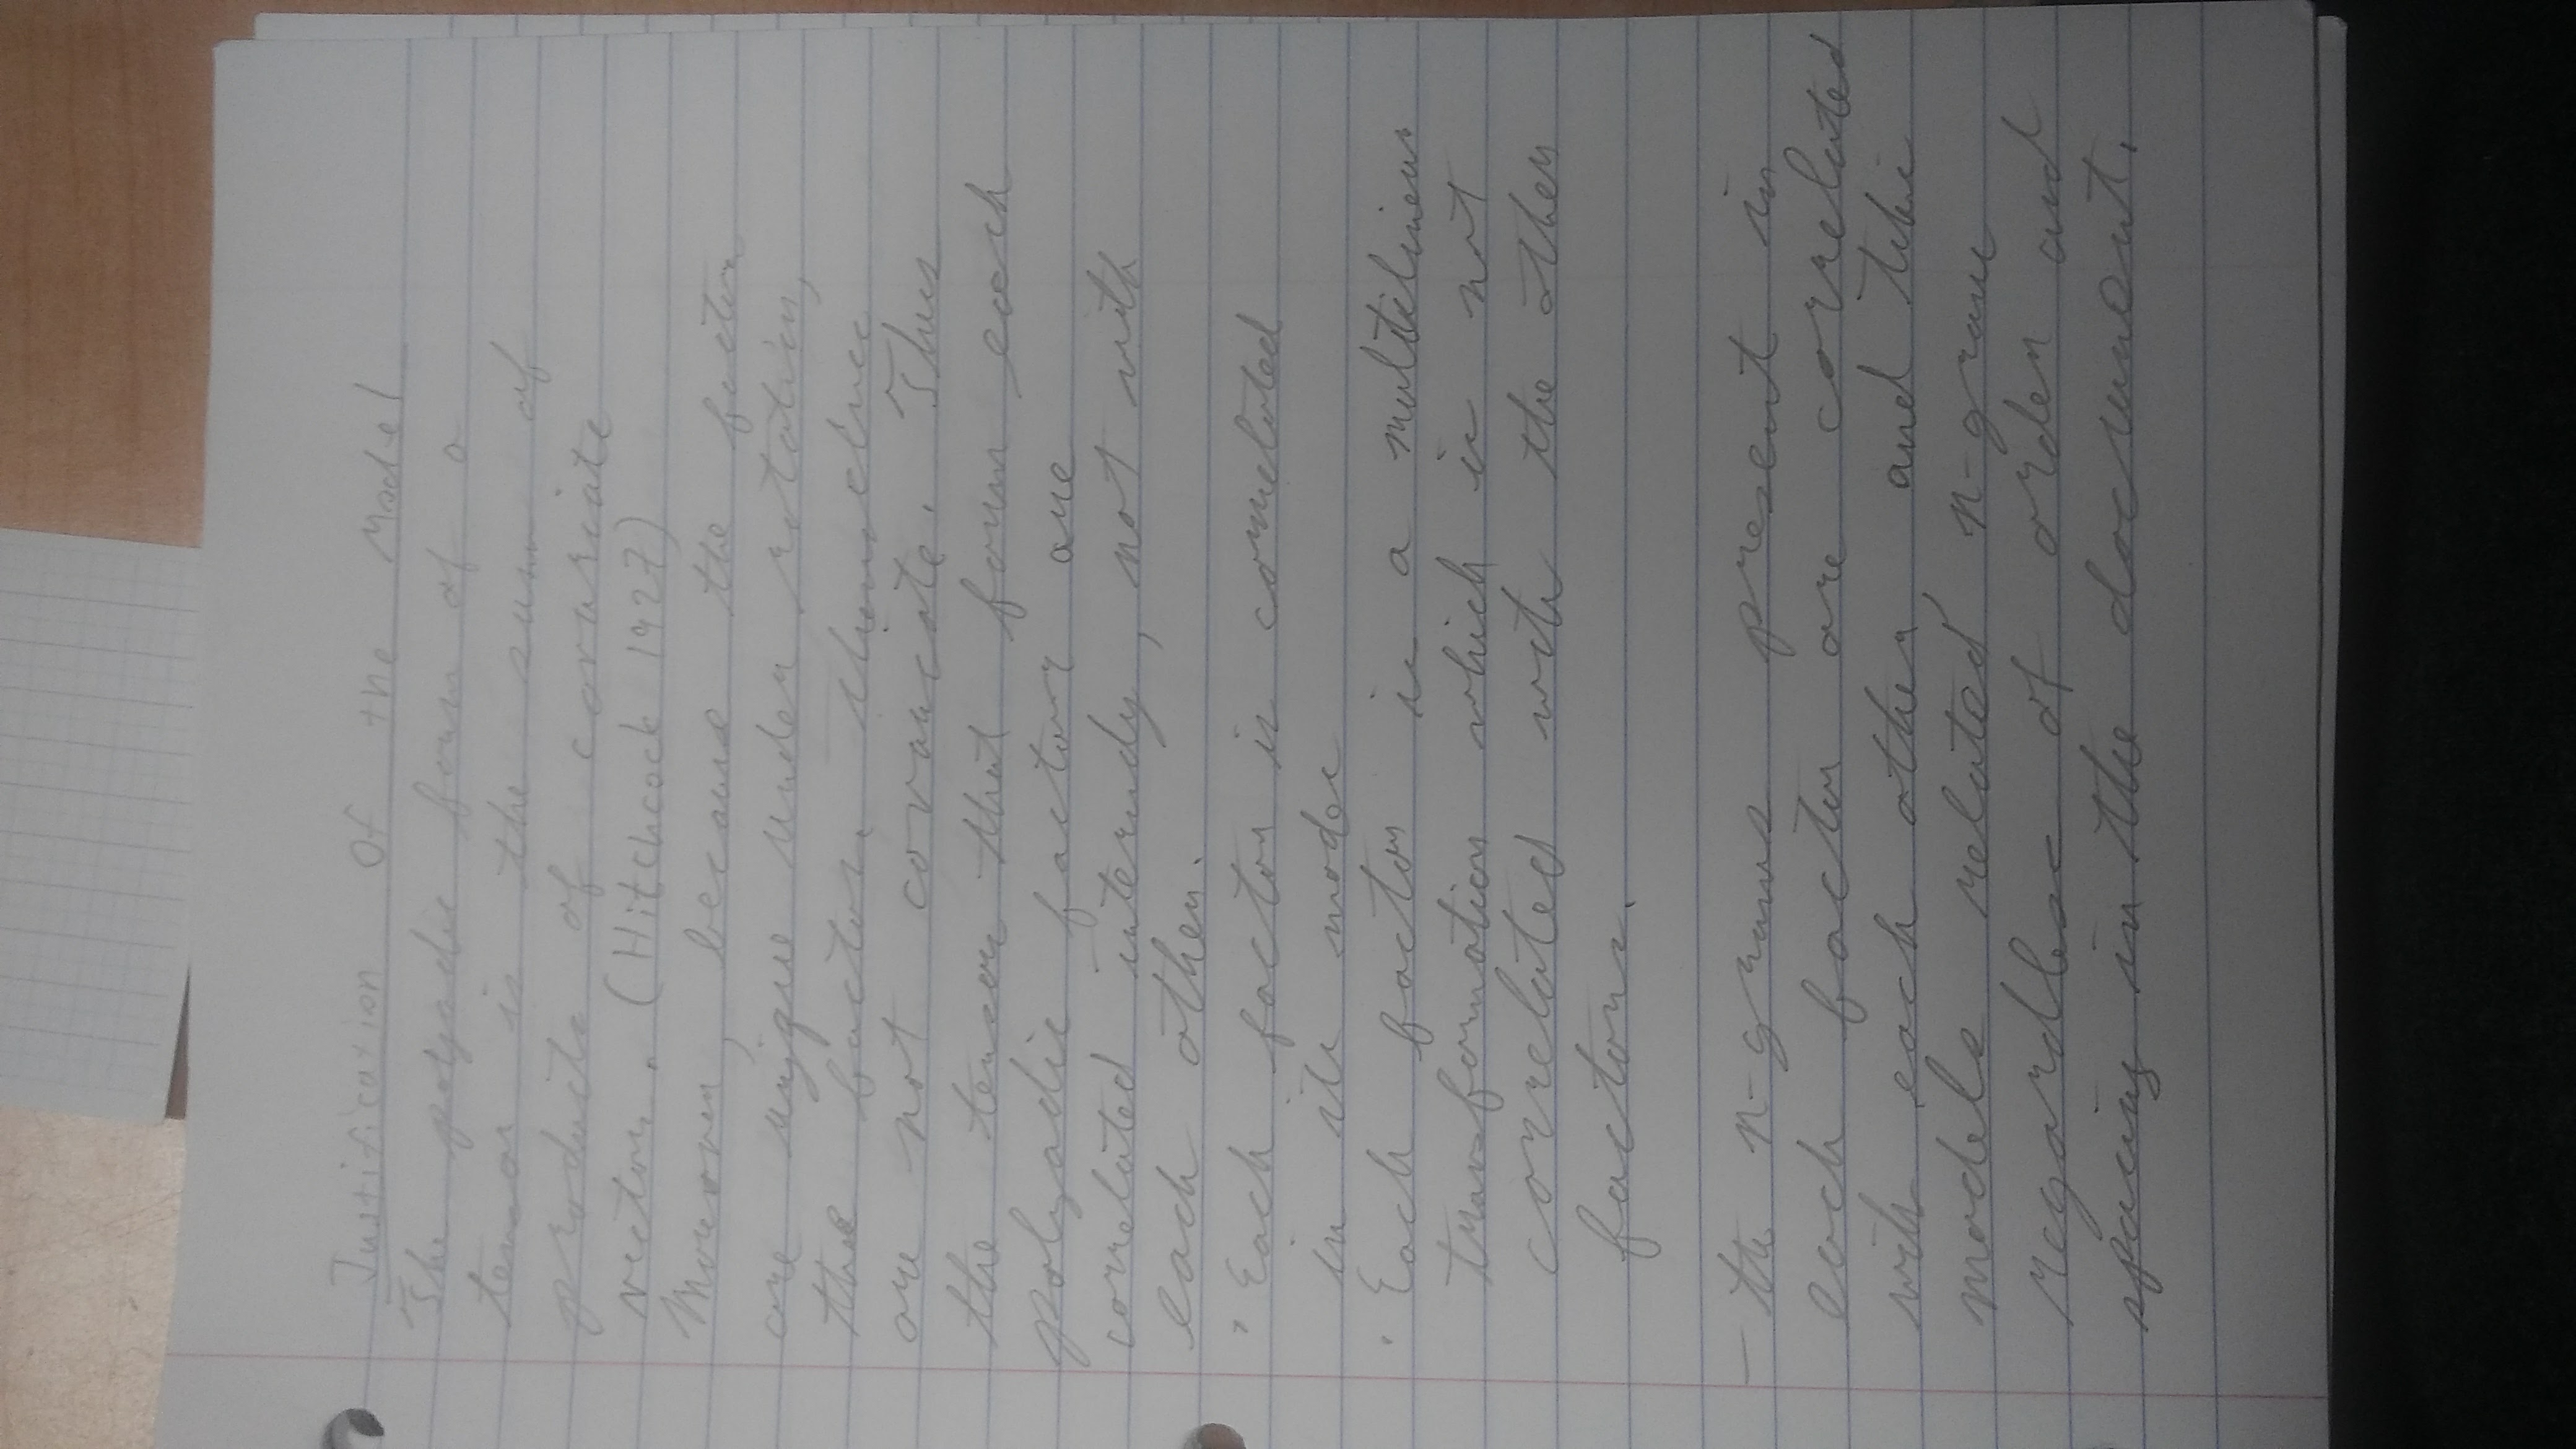 Justification Of the Model
The polyadic form of a
tensor is the sum of
products of covariate
vectors. (Hitchcock 1927)
Moreover, because the factors
are unique under rotation,
the factors themselves
are not covariate. Thus
the tensors that form each
polyadic factors are
correlated internaly, not with
each other.
· Each factor is correlated
in its modes
· Each factor is a multilinear
transformation which is not
correlated with the other
factors.
- the n-grams present in
each factor are correlated
with each other, and
models related n-grams
regardless of order and
spacing in the document.